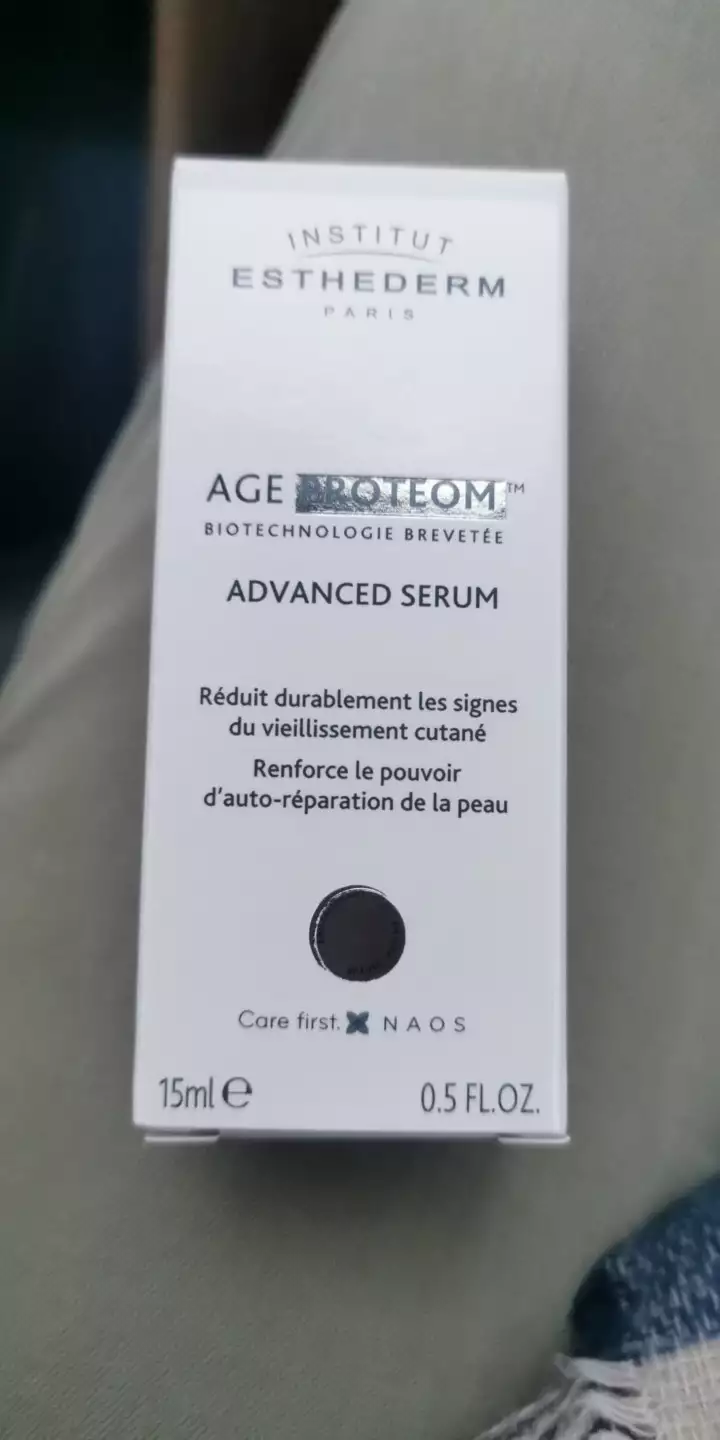 INSTITUT
ESTHEDERM
PARIS
AGE PROTEOM™
BIOTECHNOLOGIE BREVETÉE
ADVANCED SERUM
Réduit durablement les signes
du vieillissement cutané
Renforce le pouvoir
d'auto-réparation de la peau
Care first. NAOS
15ml ℮ 0.5 FL.OZ.